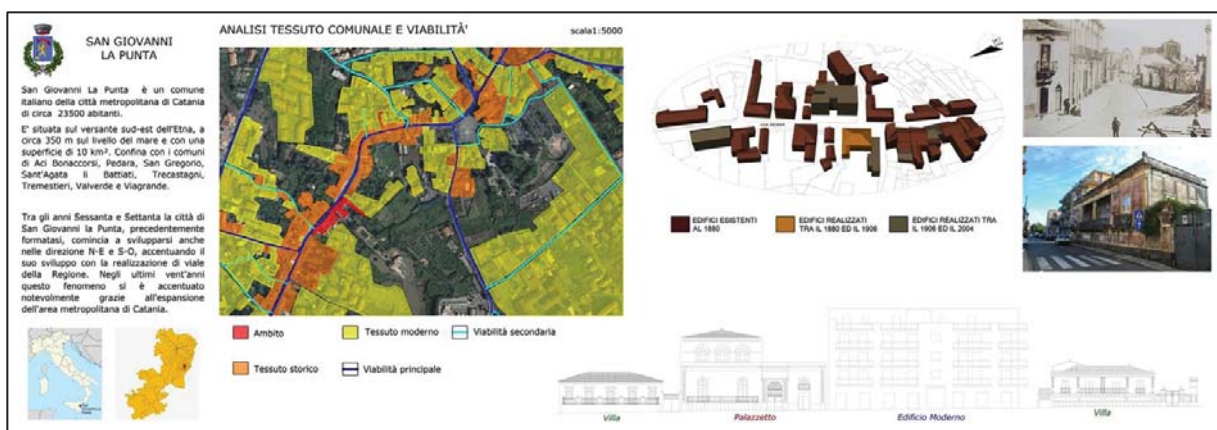 SAN GIOVANNI
LA PUNTA
San Giovanni La Punta è un comune
italiano della città metropolitana di Catania
di circa 23500 abitanti.
E' situata sul versante sud-est dell'Etna, a
circa 350 m sul livello del mare e con una
superficie di 10 km². Confina con i comuni
di Aci Bonaccorsi, Pedara, San Gregorio,
Sant'Agata li Battiati, Trecastagni,
Tremestieri, Valverde e Viagrande.
Tra gli anni Sessanta e Settanta la città di
San Giovanni la Punta, precedentemente
formatasi, comincia a svilupparsi anche
nelle direzione N-E e S-O, accentuando il
suo sviluppo con la realizzazione di viale
della Regione. Negli ultimi vent'anni
questo fenomeno si è accentuato
notevolmente grazie all'espansione
dell'area metropolitana di Catania.
ANALISI TESSUTO COMUNALE E VIABILITÀ'
scala1:5000
Ambito
Tessuto moderno
Viabilità secondaria
Tessuto storico
Viabilità principale
EDIFICI ESISTENTI
AL 1880
EDIFICI REALIZZATI
TRA IL 1880 ED IL 1906
EDIFICI REALIZZATI TRA
IL 1906 ED IL 2004
Villa
Palazzetto
Edificio Moderno
Villa